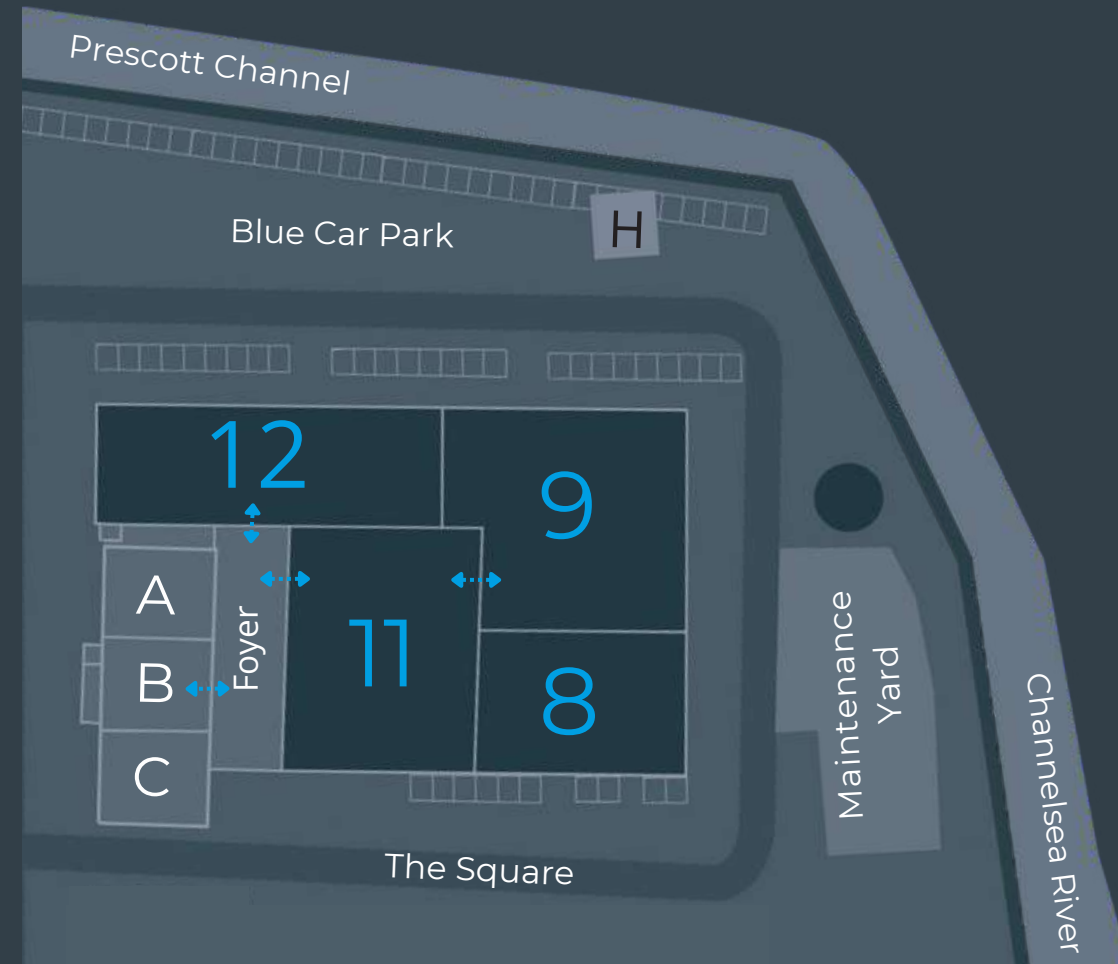 Prescott Channel
Blue Car Park
H
12
9
A
Foyer
11
B
8
C
Maintenance
Yard
Channelsea River
The Square